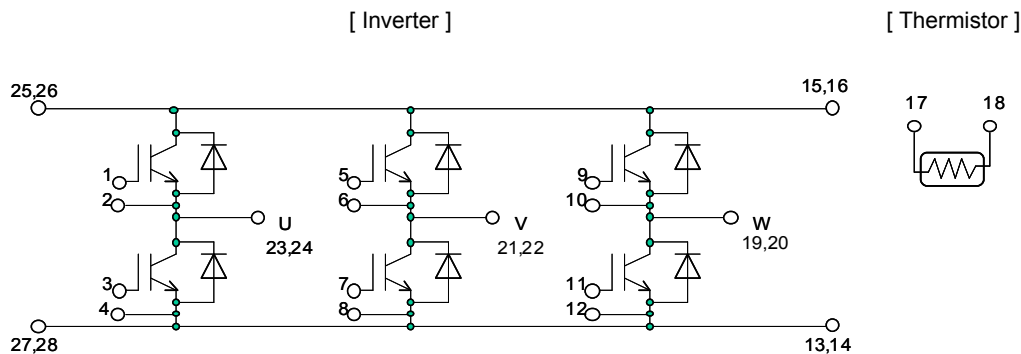 [ Inverter ] [ Thermistor ]
25,26 15,16
17 18
1 5 9
2 6 10
U V W
23,24 21,22 19,20
3 7 11
4 8 12
27,28 13,14